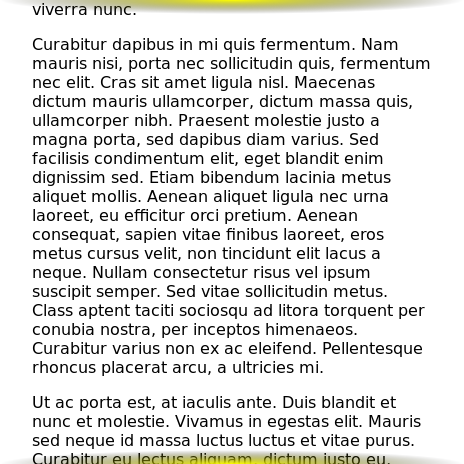 viverra nunc.
Curabitur dapibus in mi quis fermentum. Nam
mauris nisi, porta nec sollicitudin quis, fermentum
nec elit. Cras sit amet ligula nisl. Maecenas
dictum mauris ullamcorper, dictum massa quis,
ullamcorper nibh. Praesent molestie justo a
magna porta, sed dapibus diam varius. Sed
facilisis condimentum elit, eget blandit enim
dignissim sed. Etiam bibendum lacinia metus
aliquet mollis. Aenean aliquet ligula nec urna
laoreet, eu efficitur orci pretium. Aenean
consequat, sapien vitae finibus laoreet, eros
metus cursus velit, non tincidunt elit lacus a
neque. Nullam consectetur risus vel ipsum
suscipit semper. Sed vitae sollicitudin metus.
Class aptent taciti sociosqu ad litora torquent per
conubia nostra, per inceptos himenaeos.
Curabitur varius non ex ac eleifend. Pellentesque
rhoncus placerat arcu, a ultricies mi.
Ut ac porta est, at iaculis ante. Duis blandit et
nunc et molestie. Vivamus in egestas elit. Mauris
sed neque id massa luctus luctus et vitae purus.
Curabitur eu lectus aliquam, dictum justo eu,